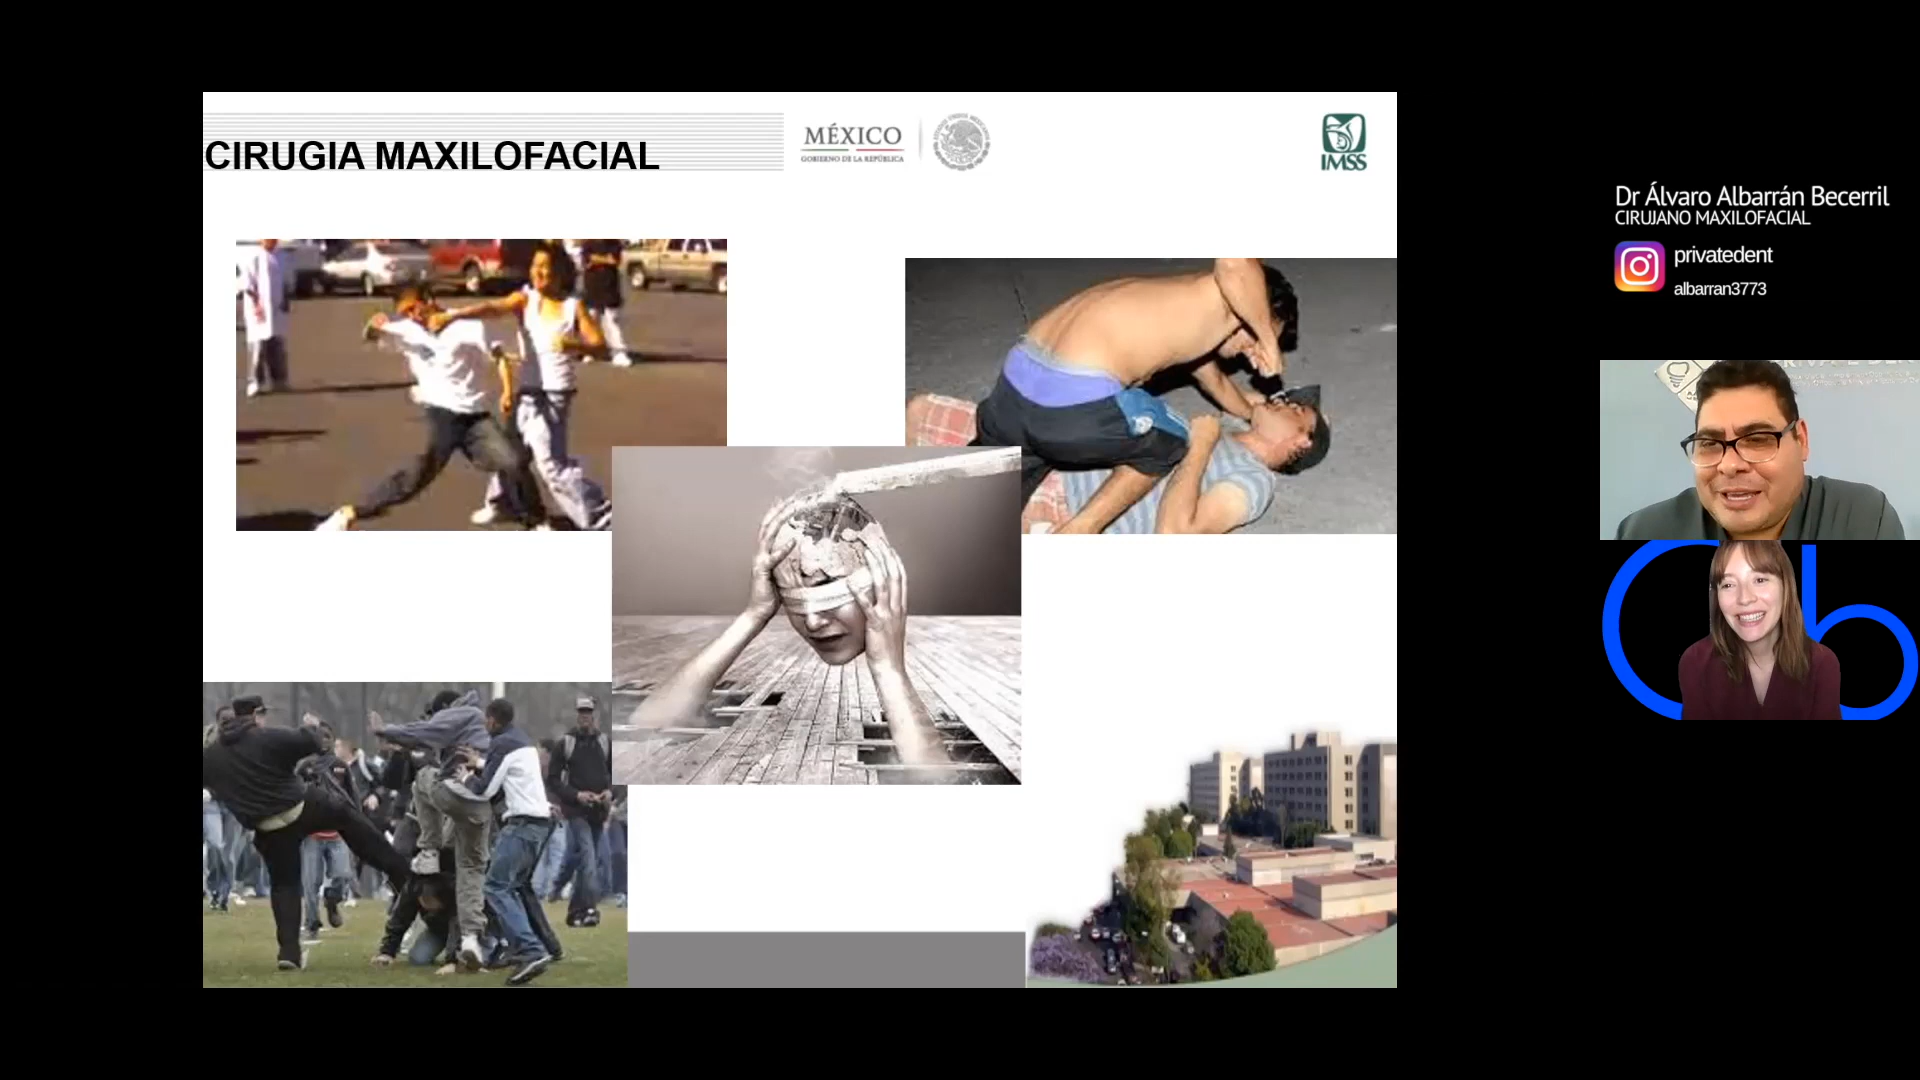 CIRUGIA MAXILOFACIAL
MÉXICO
GOBIERNO DE LA REPÚBLICA
IMSS
Dr Álvaro Albarrán Becerril
CIRUJANO MAXILOFACIAL
privatedent
albarran3773